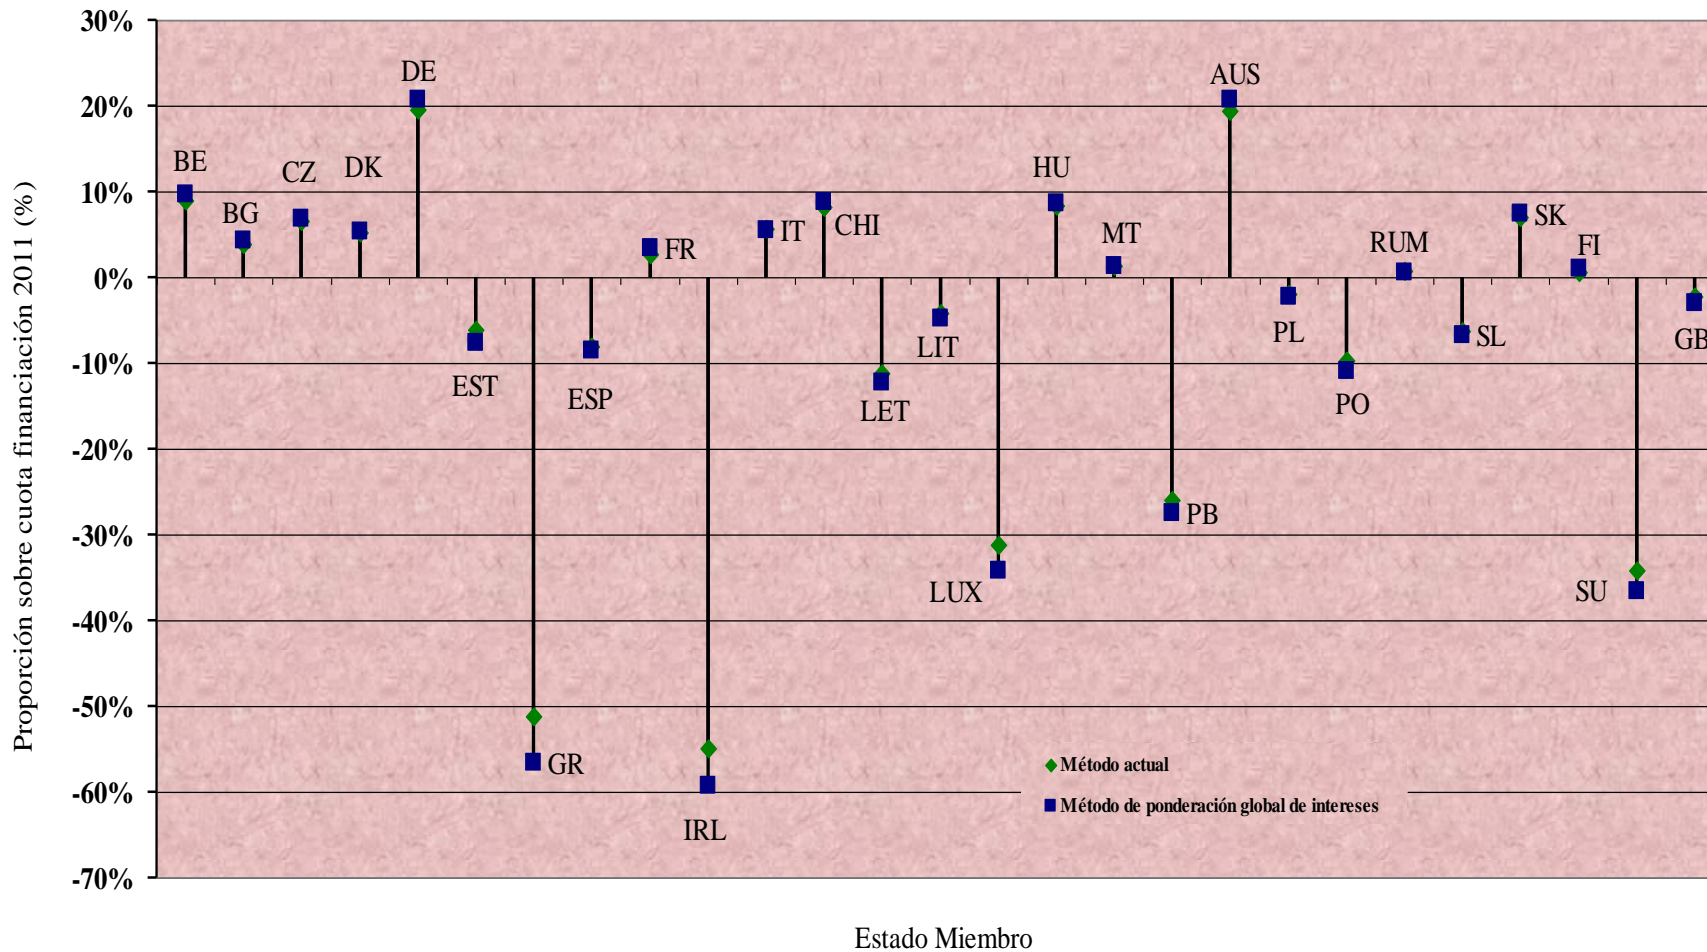 30%
20%
10%
0%
-10%
-20%
-30%
-40%
-50%
-60%
-70%
Proporción sobre cuota financiación 2011 (%)
BE
BG
CZ
DK
DE
EST
GR
ESP
FR
IRL
IT
CHI
LET
LIT
LUX
HU
MT
PB
AUS
PL
PO
RUM
SL
SK
FI
SU
GB
Método actual
Método de ponderación global de intereses
Estado Miembro